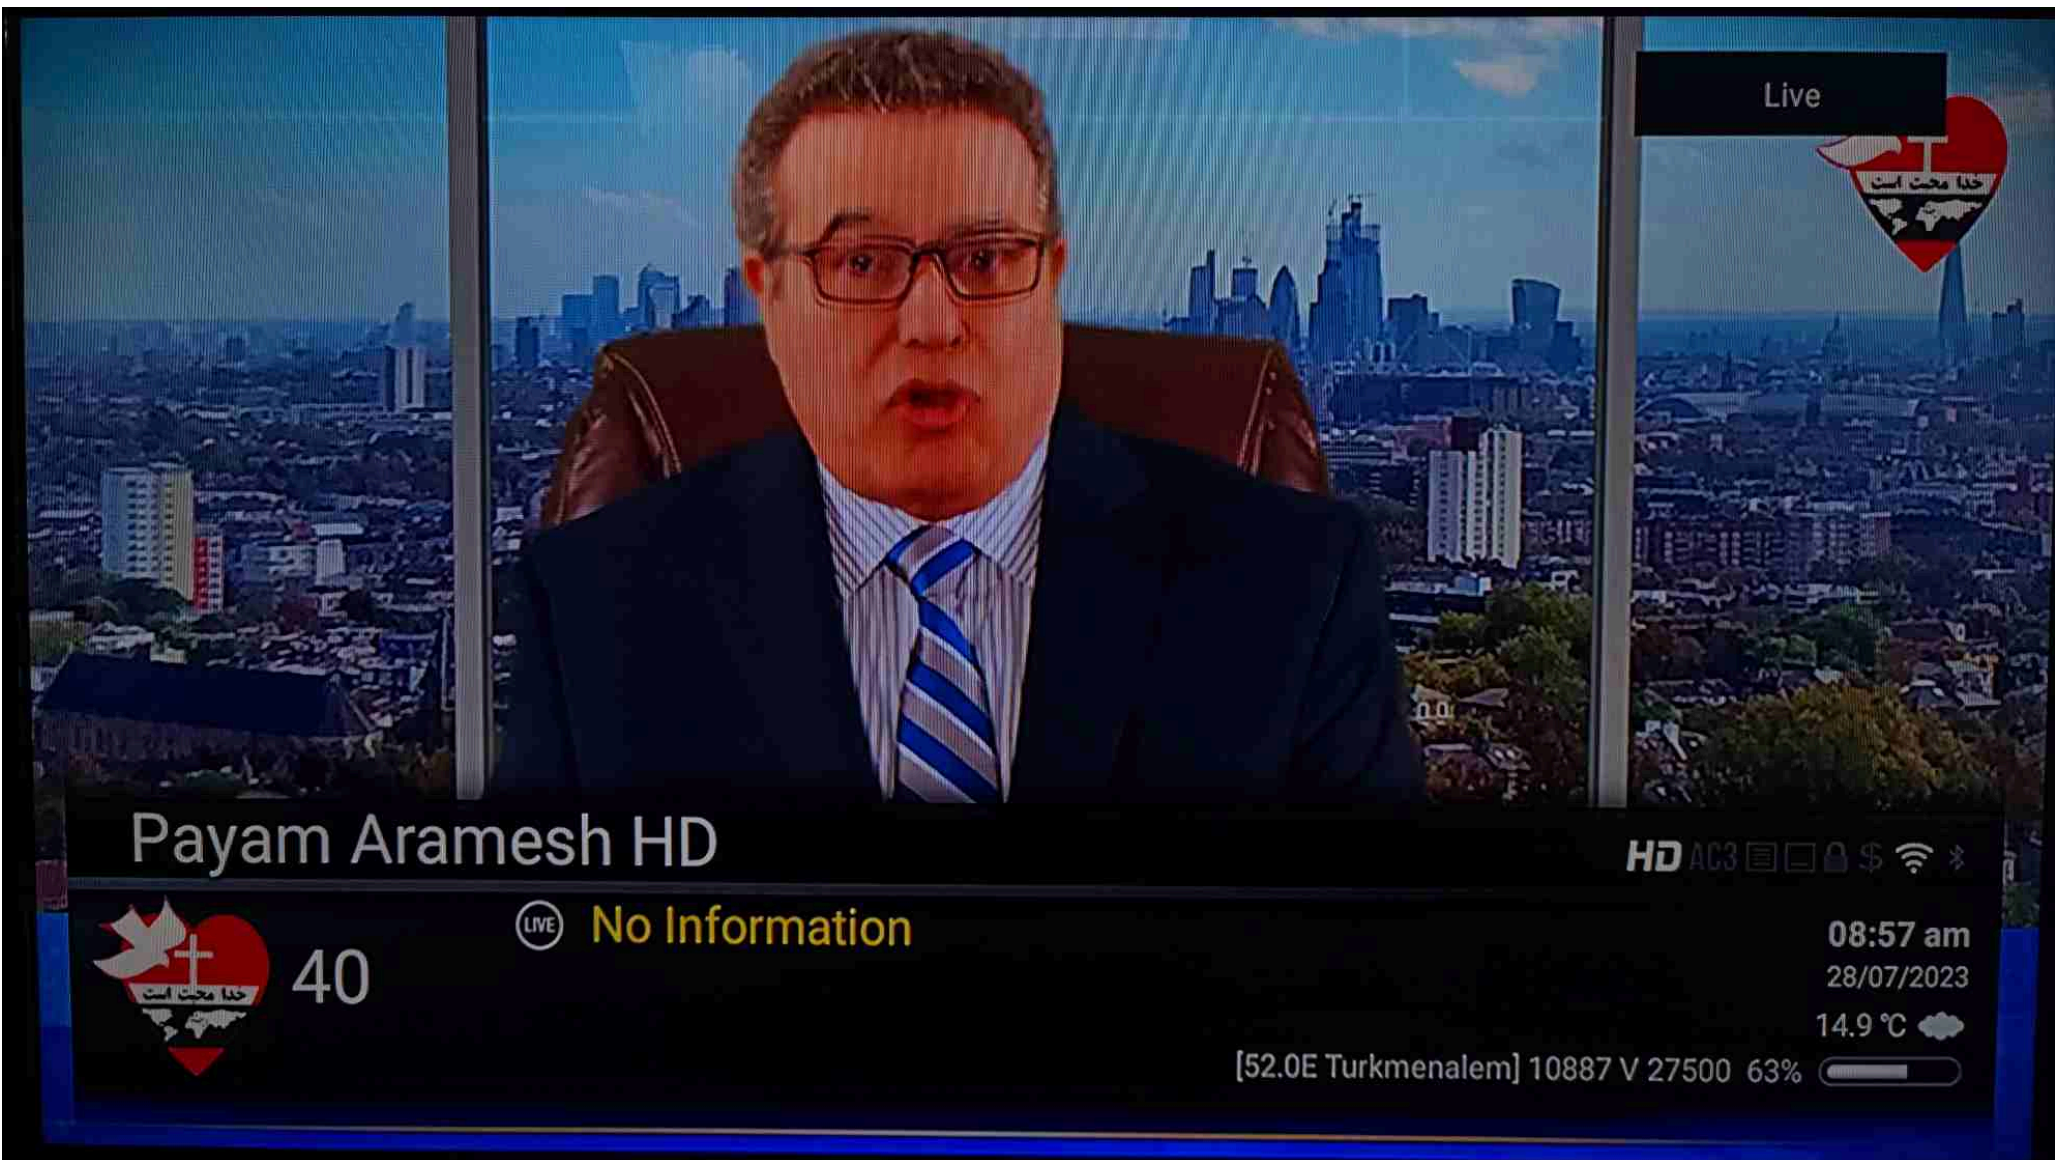 Live
خدا محبت است
Payam Aramesh HD
HD AC3 $
LIVE No Information
40
خدا محبت است
08:57 am
28/07/2023
14.9 °C
[52.0E Turkmenalem] 10887 V 27500 63%